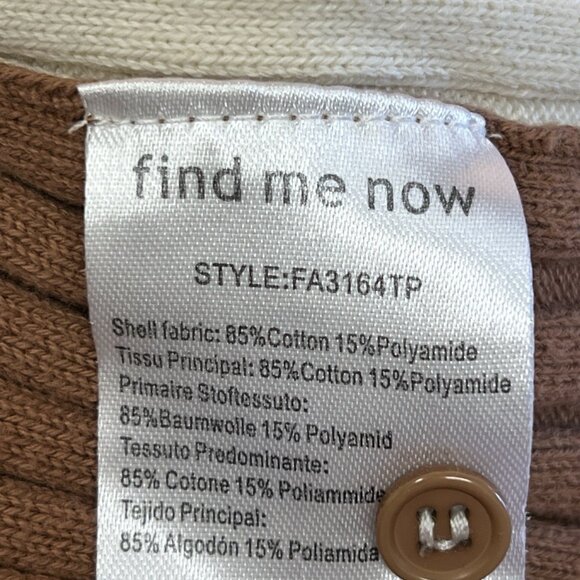 find me now
STYLE:FA3164TP
Shell fabric: 85%Cotton 15%Polyamide
Tissu Principal: 85%Cotton 15%Polyamide
Primaire Stoftessuto:
85%Baumwolle 15% Polyamid
Tessuto Predominante:
85% Cotone 15% Poliammide
Tejido Principal:
85% Algodón 15% Poliamida